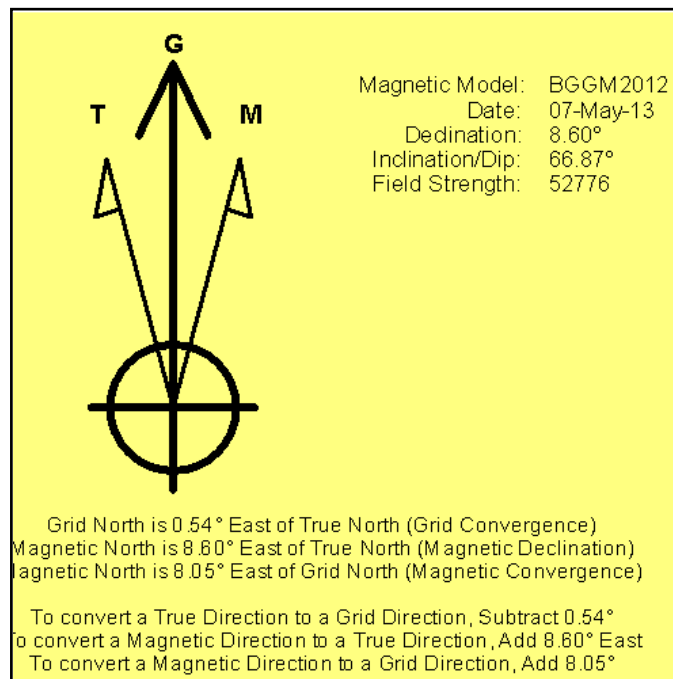 G
T
M
Magnetic Model: BGGM2012
Date: 07-May-13
Declination: 8.60°
Inclination/Dip: 66.87°
Field Strength: 52776
Grid North is 0.54° East of True North (Grid Convergence)
Magnetic North is 8.60° East of True North (Magnetic Declination)
Magnetic North is 8.05° East of Grid North (Magnetic Convergence)
To convert a True Direction to a Grid Direction, Subtract 0.54°
To convert a Magnetic Direction to a True Direction, Add 8.60° East
To convert a Magnetic Direction to a Grid Direction, Add 8.05°